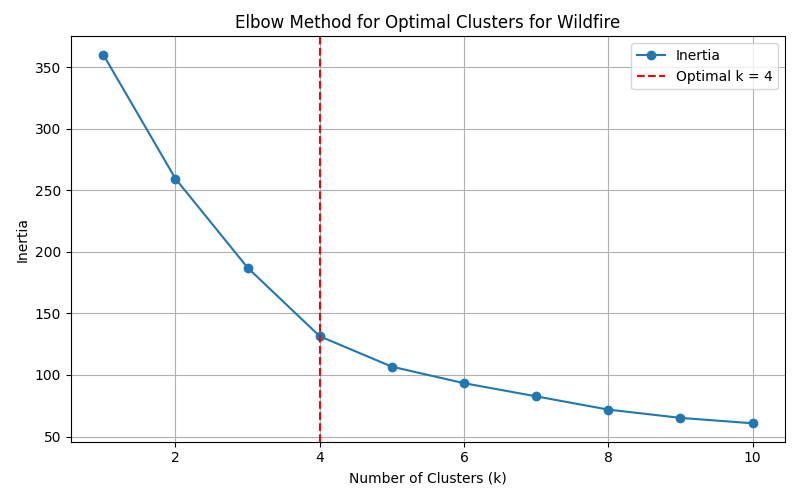 Elbow Method for Optimal Clusters for Wildfire
Inertia
Optimal k = 4
350
300
250
200
150
100
50
Inertia
2
4
6
8
10
Number of Clusters (k)